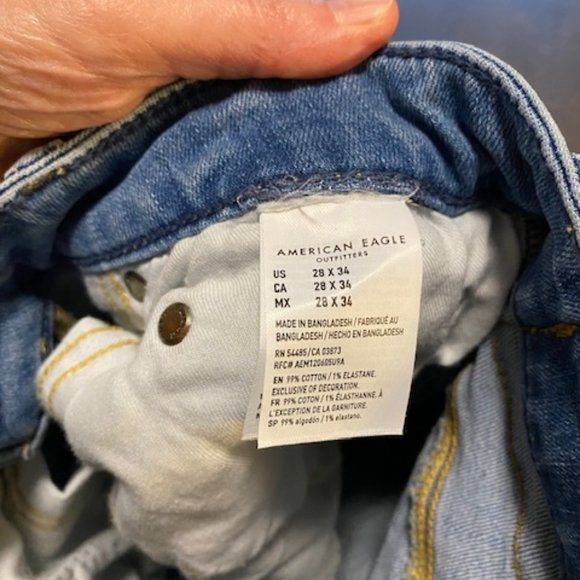 AMERICAN EAGLE
OUTFITTERS
US 28 X 34
CA 28 X 34
MX 28 X 34
MADE IN BANGLADESH / FABRIQUÉ AU
BANGLADESH / HECHO EN BANGLADESH
RN 54485/CA 03873
RFC# AEM120605U9A
EN 99% COTTON / 1% ELASTANE.
EXCLUSIVE OF DECORATION.
FR 99% COTON / 1% ÉLASTHANNE. À
L'EXCEPTION DE LA GARNITURE.
SP 99% algodón / 1% elastano.